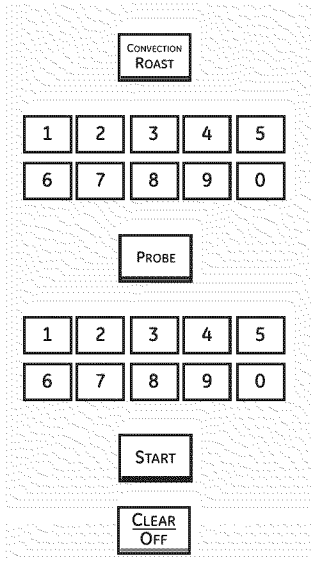 CONVECTION
ROAST
1 2 3 4 5
6 7 8 9 0
PROBE
1 2 3 4 5
6 7 8 9 0
START
CLEAR
OFF